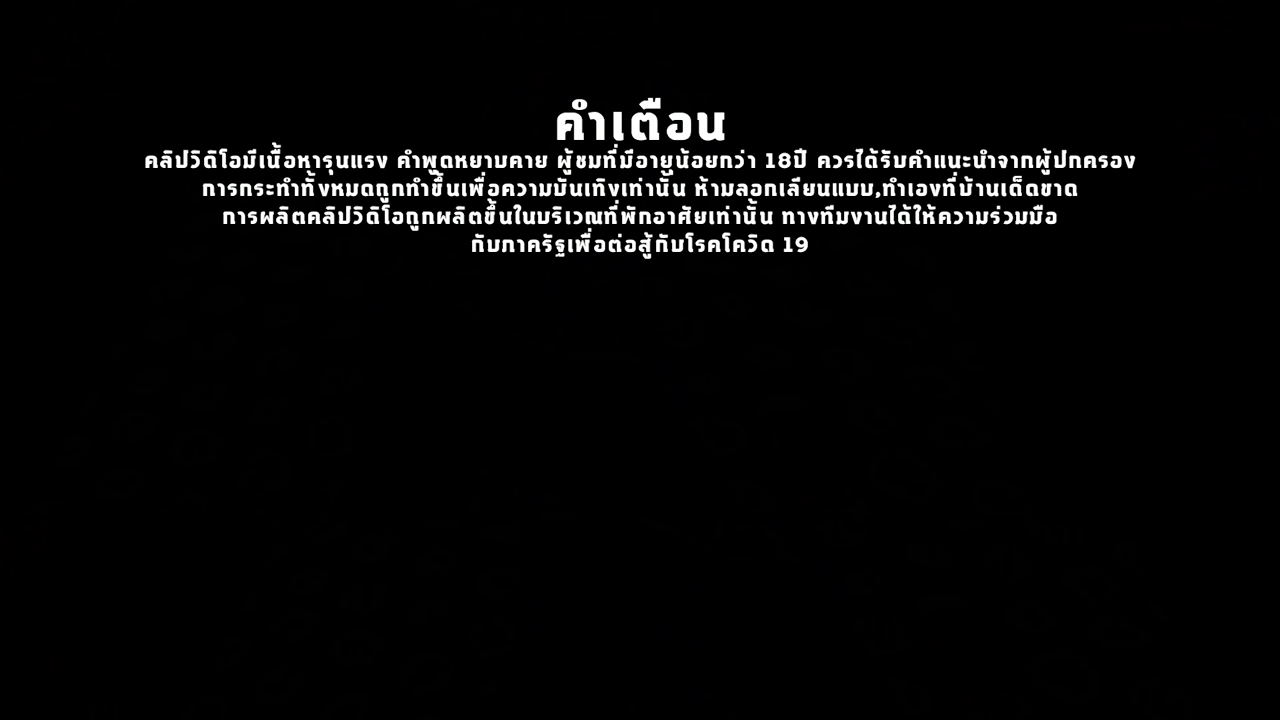 คำเตือน
คลิปวิดิโอมีเนื้อหารุนแรง คำพูดหยาบคาย ผู้ชมที่มีอายุน้อยกว่า 18ปี ควรได้รับคำแนะนำจากผู้ปกครอง
การกระทำทั้งหมดถูกทำขึ้นเพื่อความบันเทิงเท่านั้น ห้ามลอกเลียนแบบ,ทำเองที่บ้านเด็ดขาด
การผลิตคลิปวิดิโอถูกผลิตขึ้นในบริเวณที่พักอาศัยเท่านั้น ทางทีมงานได้ให้ความร่วมมือ
กับภาครัฐเพื่อต่อสู้กับโรคโควิด 19